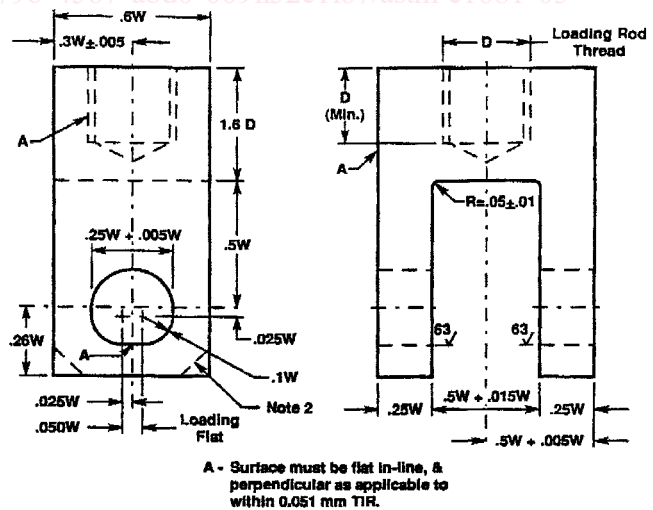 .6W
.3W±.005
Loading Rod
Thread
D
D
(Min.)
A
1.6 D
A
R=.05±.01
.25W + .005W
.5W
.26W
.025W
63
63
A
.1W
.025W
Note 2
.050W
Loading
Flat
.25W
.5W + .015W
.25W
.5W + .005W
A - Surface must be flat in-line, &
perpendicular as applicable to
within 0.051 mm TIR.